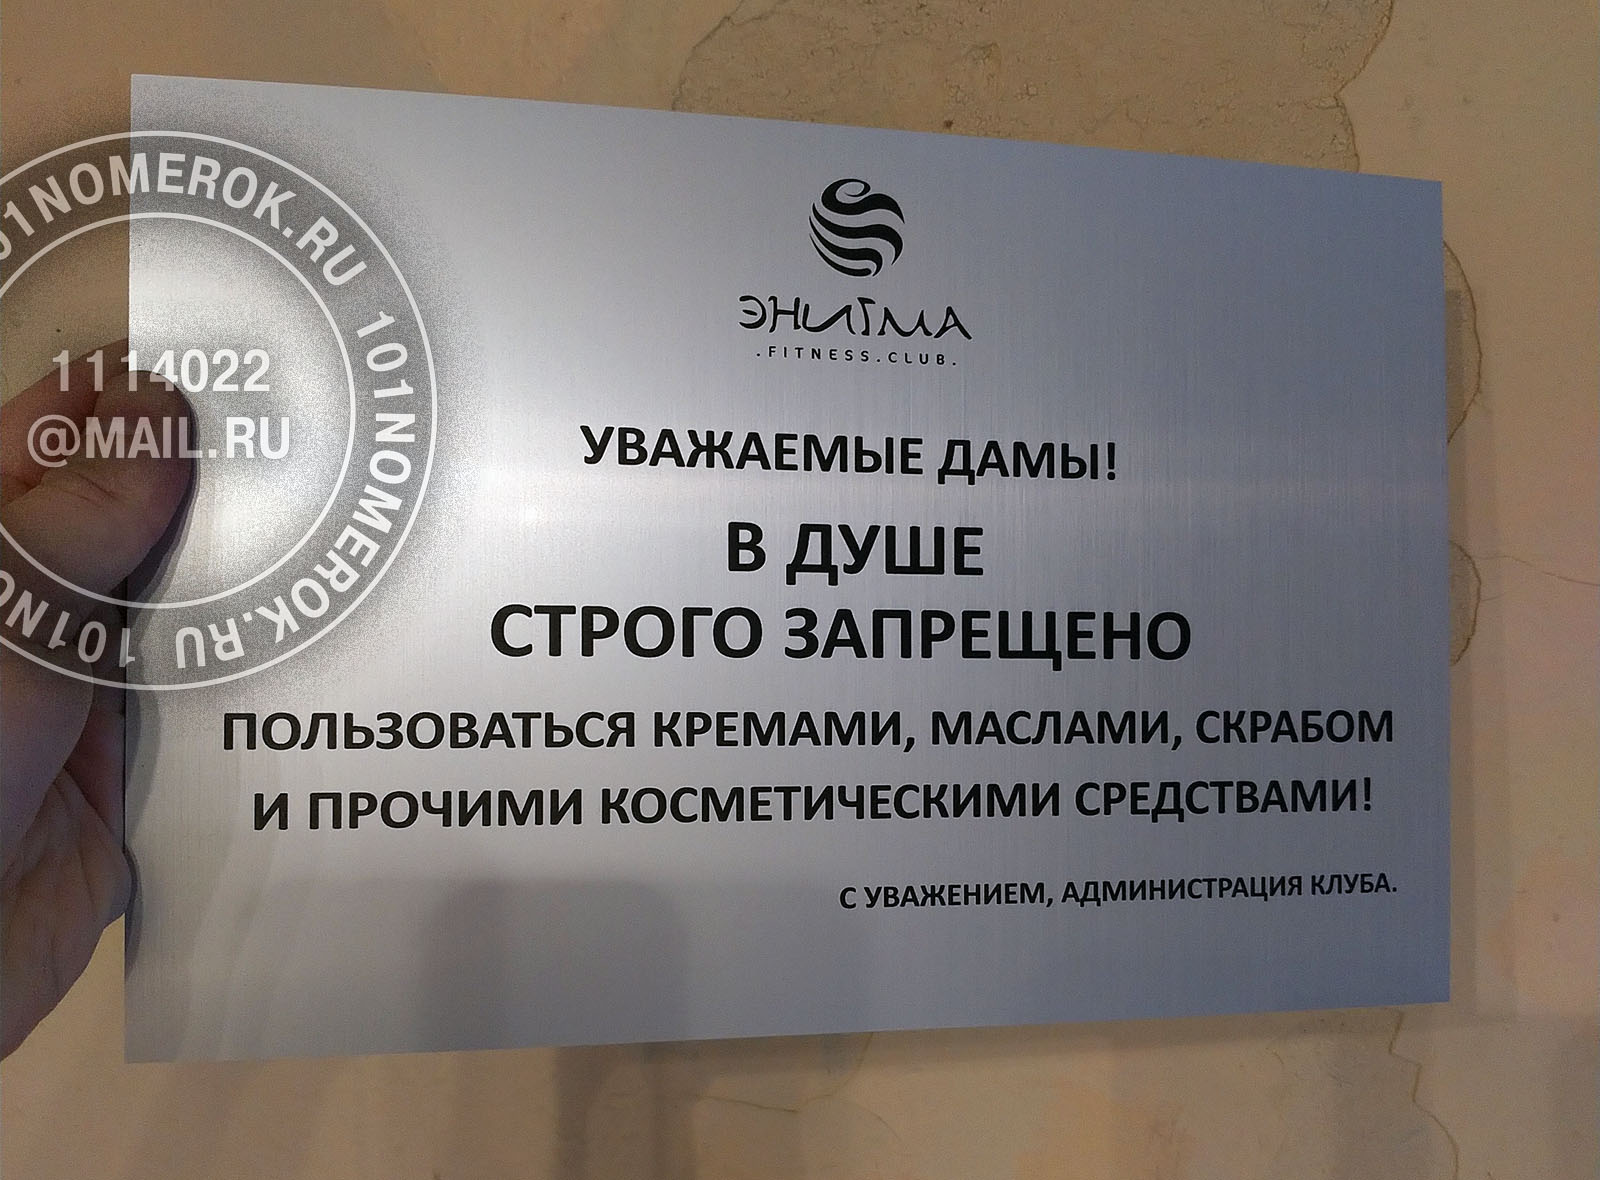 ЭНИГМА
.FITNESS.CLUB.
УВАЖАЕМЫЕ ДАМЫ!
В ДУШЕ
СТРОГО ЗАПРЕЩЕНО
ПОЛЬЗОВАТЬСЯ КРЕМАМИ, МАСЛАМИ, СКРАБОМ
И ПРОЧИМИ КОСМЕТИЧЕСКИМИ СРЕДСТВАМИ!
С УВАЖЕНИЕМ, АДМИНИСТРАЦИЯ КЛУБА.
101NOMEROK.RU 101NOMEROK.RU 101NO
1114022
@MAIL.RU